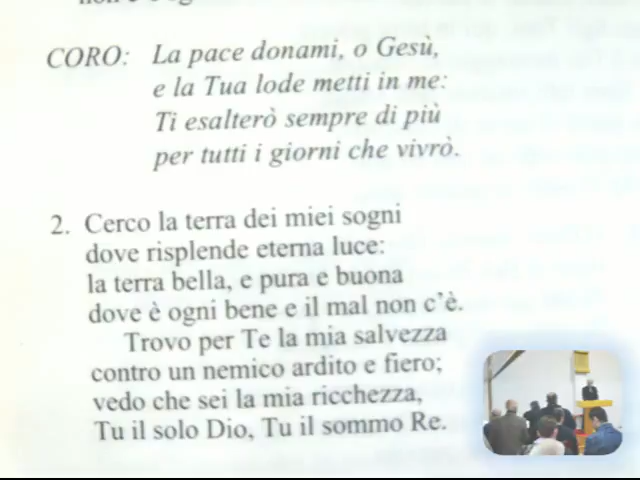 CORO: La pace donami, o Gesù,
e la Tua lode metti in me:
Ti esalterò sempre di più
per tutti i giorni che vivrò.
2. Cerco la terra dei miei sogni
dove risplende eterna luce:
la terra bella, e pura e buona
dove è ogni bene e il mal non c'è.
Trovo per Te la mia salvezza
contro un nemico ardito e fiero;
vedo che sei la mia ricchezza,
Tu il solo Dio, Tu il sommo Re.